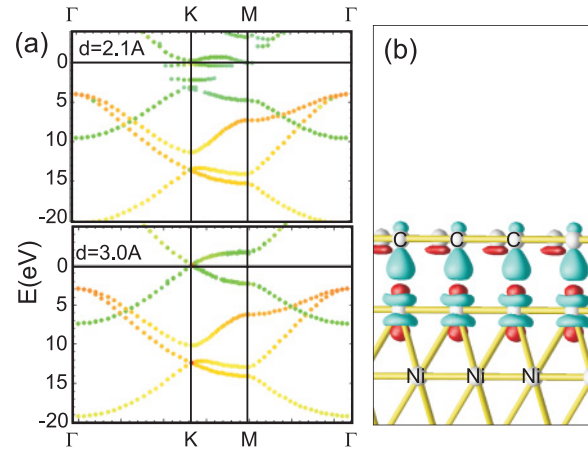 Γ K M Γ
(a) d=2.1A
0
5
10
15
-20
d=3.0A
0
5
10
15
-20
E(eV)
Γ K M Γ
(b)
C C C
Ni Ni Ni